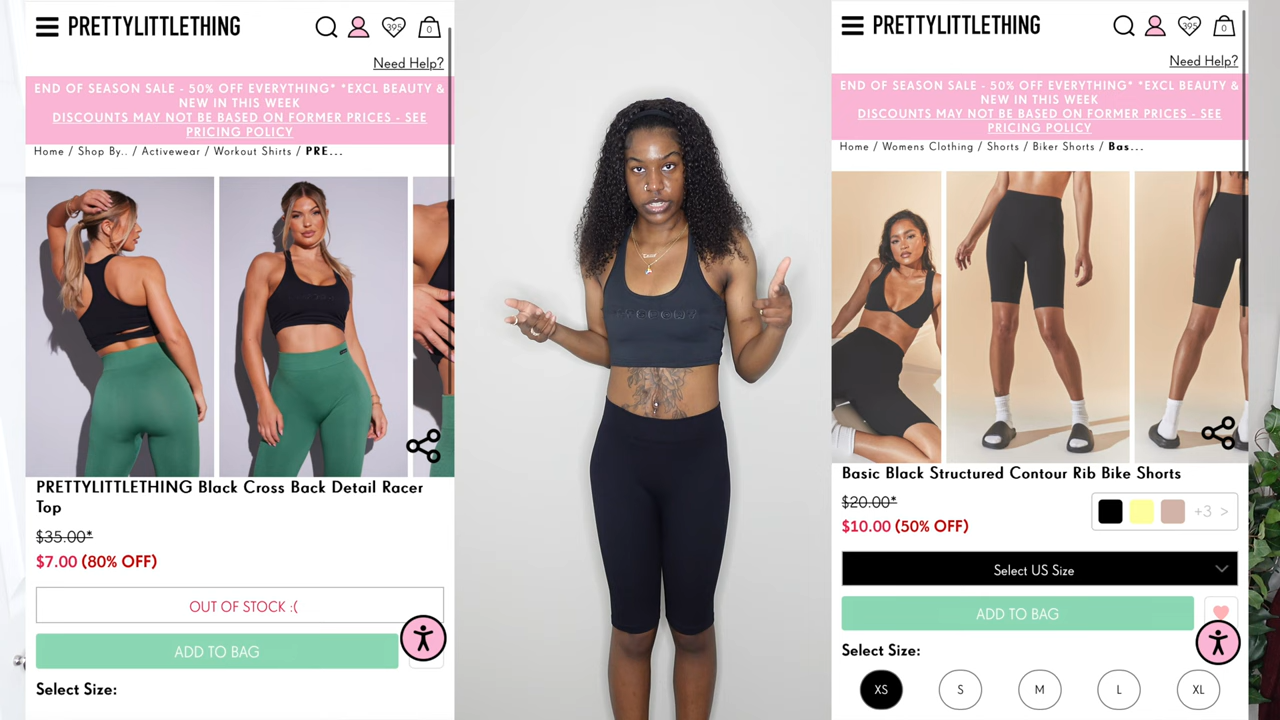 PRETTYLITTLETHING
395
0
Need Help?
END OF SEASON SALE - 50% OFF EVERYTHING* *EXCL BEAUTY &
NEW IN THIS WEEK
DISCOUNTS MAY NOT BE BASED ON FORMER PRICES - SEE
PRICING POLICY
Home / Shop By.. / Activewear / Workout Shirts / PRE...
PRETTYLITTLETHING Black Cross Back Detail Racer
Top
$35.00*
$7.00 (80% OFF)
OUT OF STOCK :(
ADD TO BAG
Select Size:
PRETTYLITTLETHING
395
0
Need Help?
END OF SEASON SALE - 50% OFF EVERYTHING* *EXCL BEAUTY &
NEW IN THIS WEEK
DISCOUNTS MAY NOT BE BASED ON FORMER PRICES - SEE
PRICING POLICY
Home / Womens Clothing / Shorts / Biker Shorts / Bas...
Basic Black Structured Contour Rib Bike Shorts
$20.00*
$10.00 (50% OFF)
+3 >
Select US Size
ADD TO BAG
Select Size:
XS S M L XL